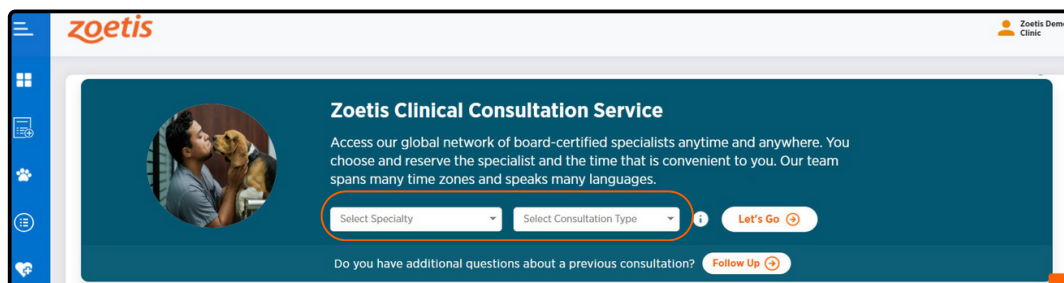 zoetis
Zoetis Demo
Clinic
Zoetis Clinical Consultation Service
Access our global network of board-certified specialists anytime and anywhere. You
choose and reserve the specialist and the time that is convenient to you. Our team
spans many time zones and speaks many languages.
Select Specialty
Select Consultation Type
i
Let's Go
Do you have additional questions about a previous consultation?
Follow Up